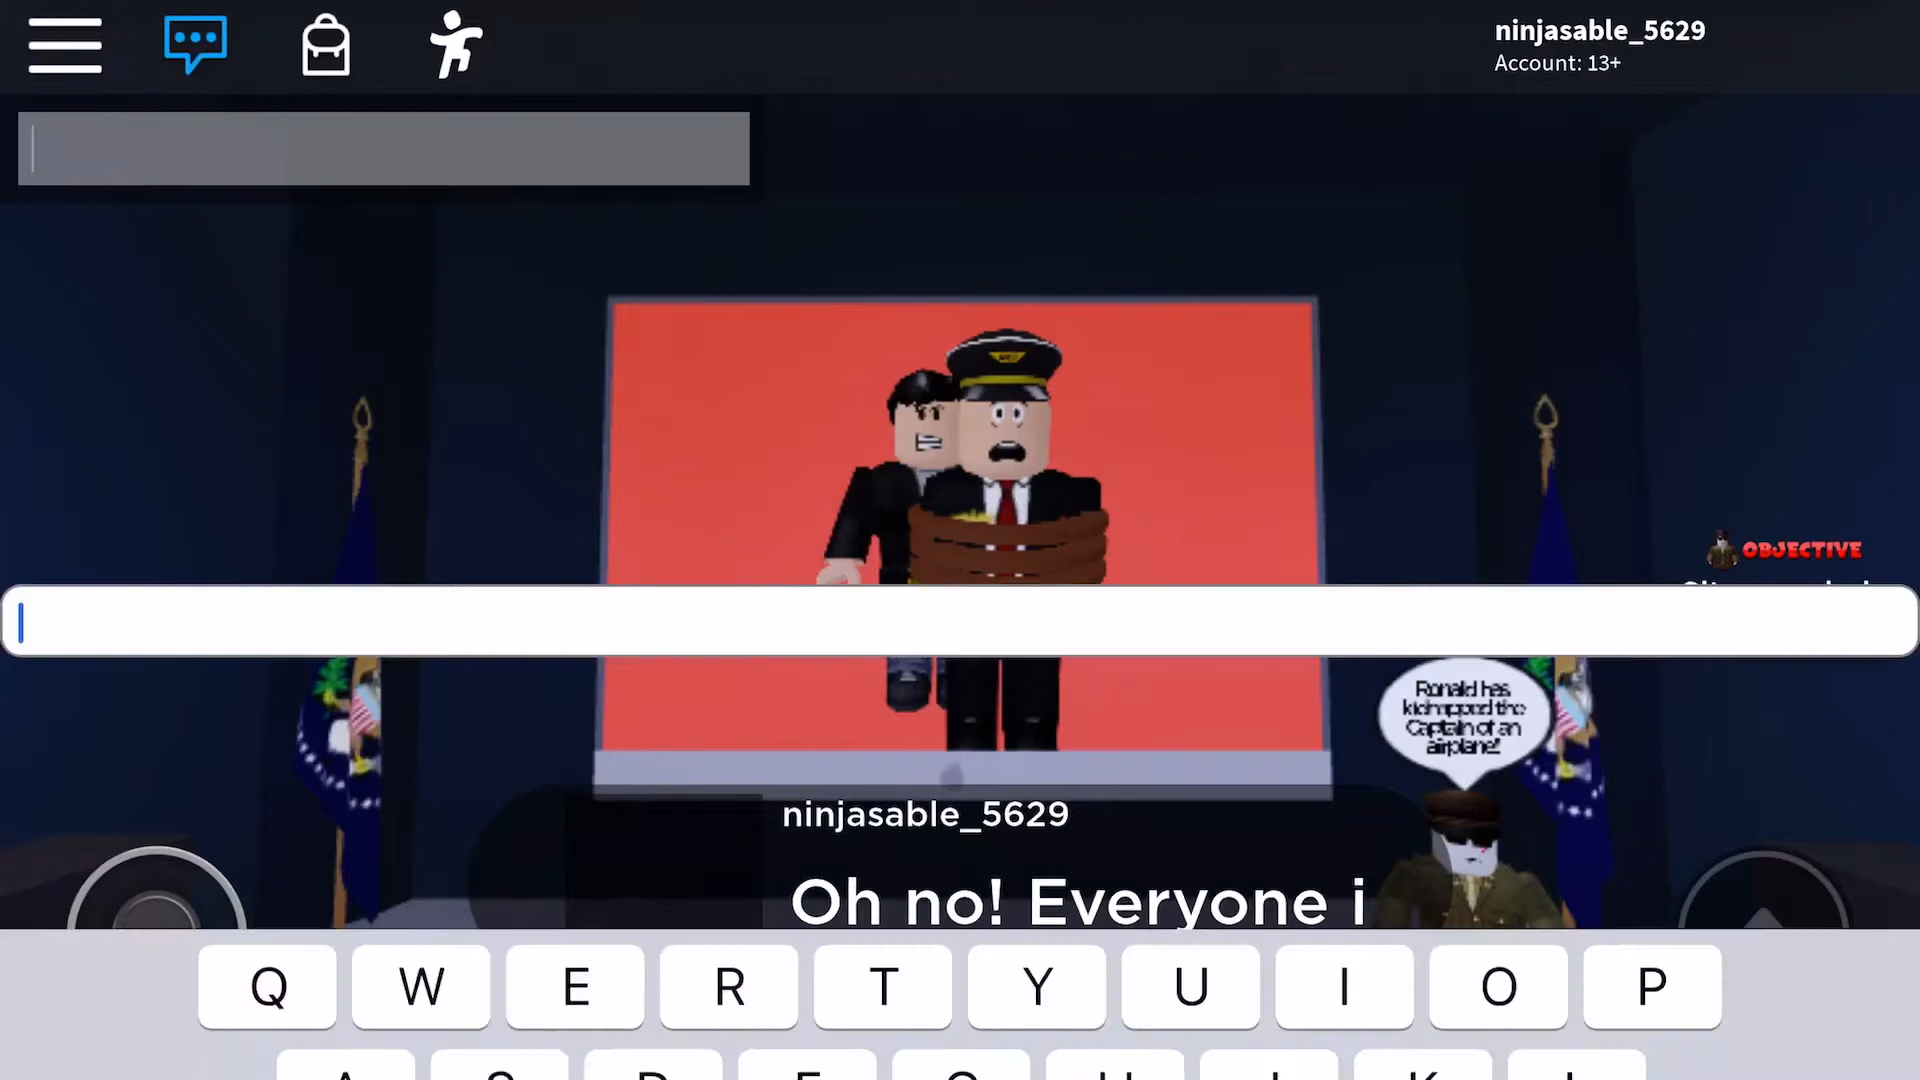 ninjasable_5629
Account: 13+
OBJECTIVE
Ronald has
kidnapped the
Captain of an
airplane!
ninjasable_5629
Oh no! Everyone i
Q W E R T Y U I O P